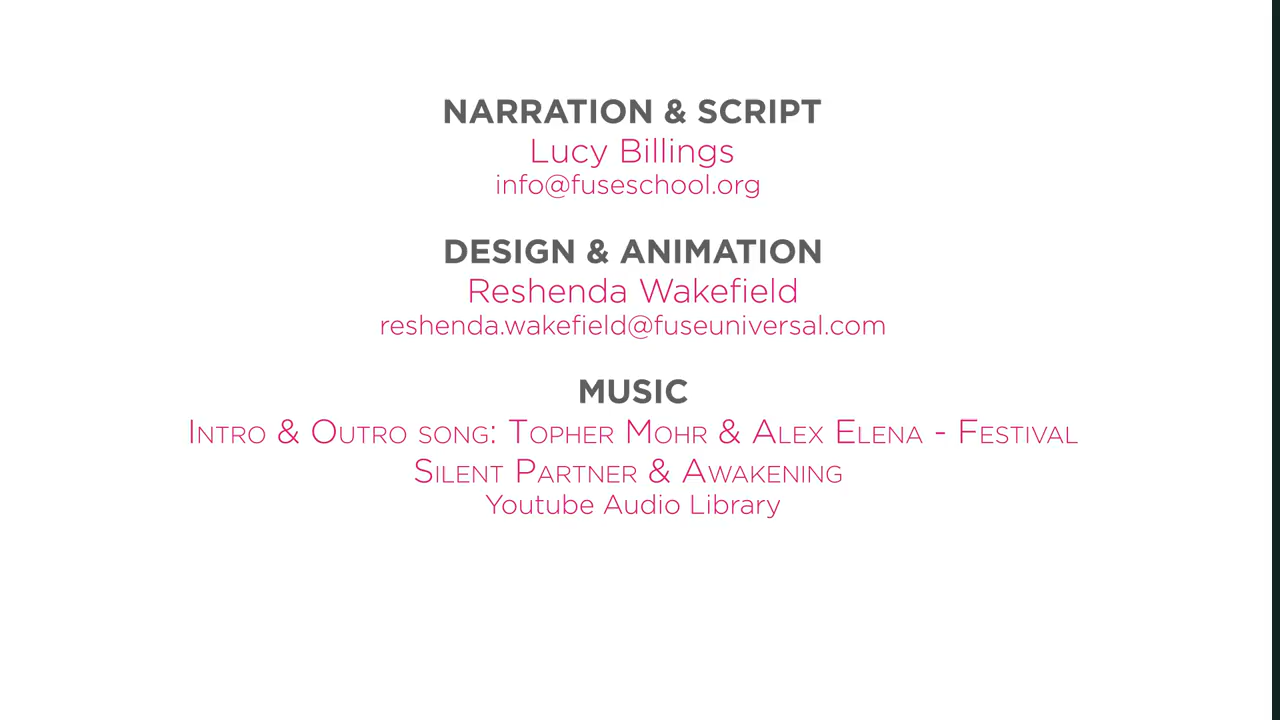 NARRATION & SCRIPT
Lucy Billings
info@fuseschool.org
DESIGN & ANIMATION
Reshenda Wakefield
reshenda.wakefield@fuseuniversal.com
MUSIC
Intro & Outro song: Topher Mohr & Alex Elena - Festival
Silent Partner & Awakening
Youtube Audio Library